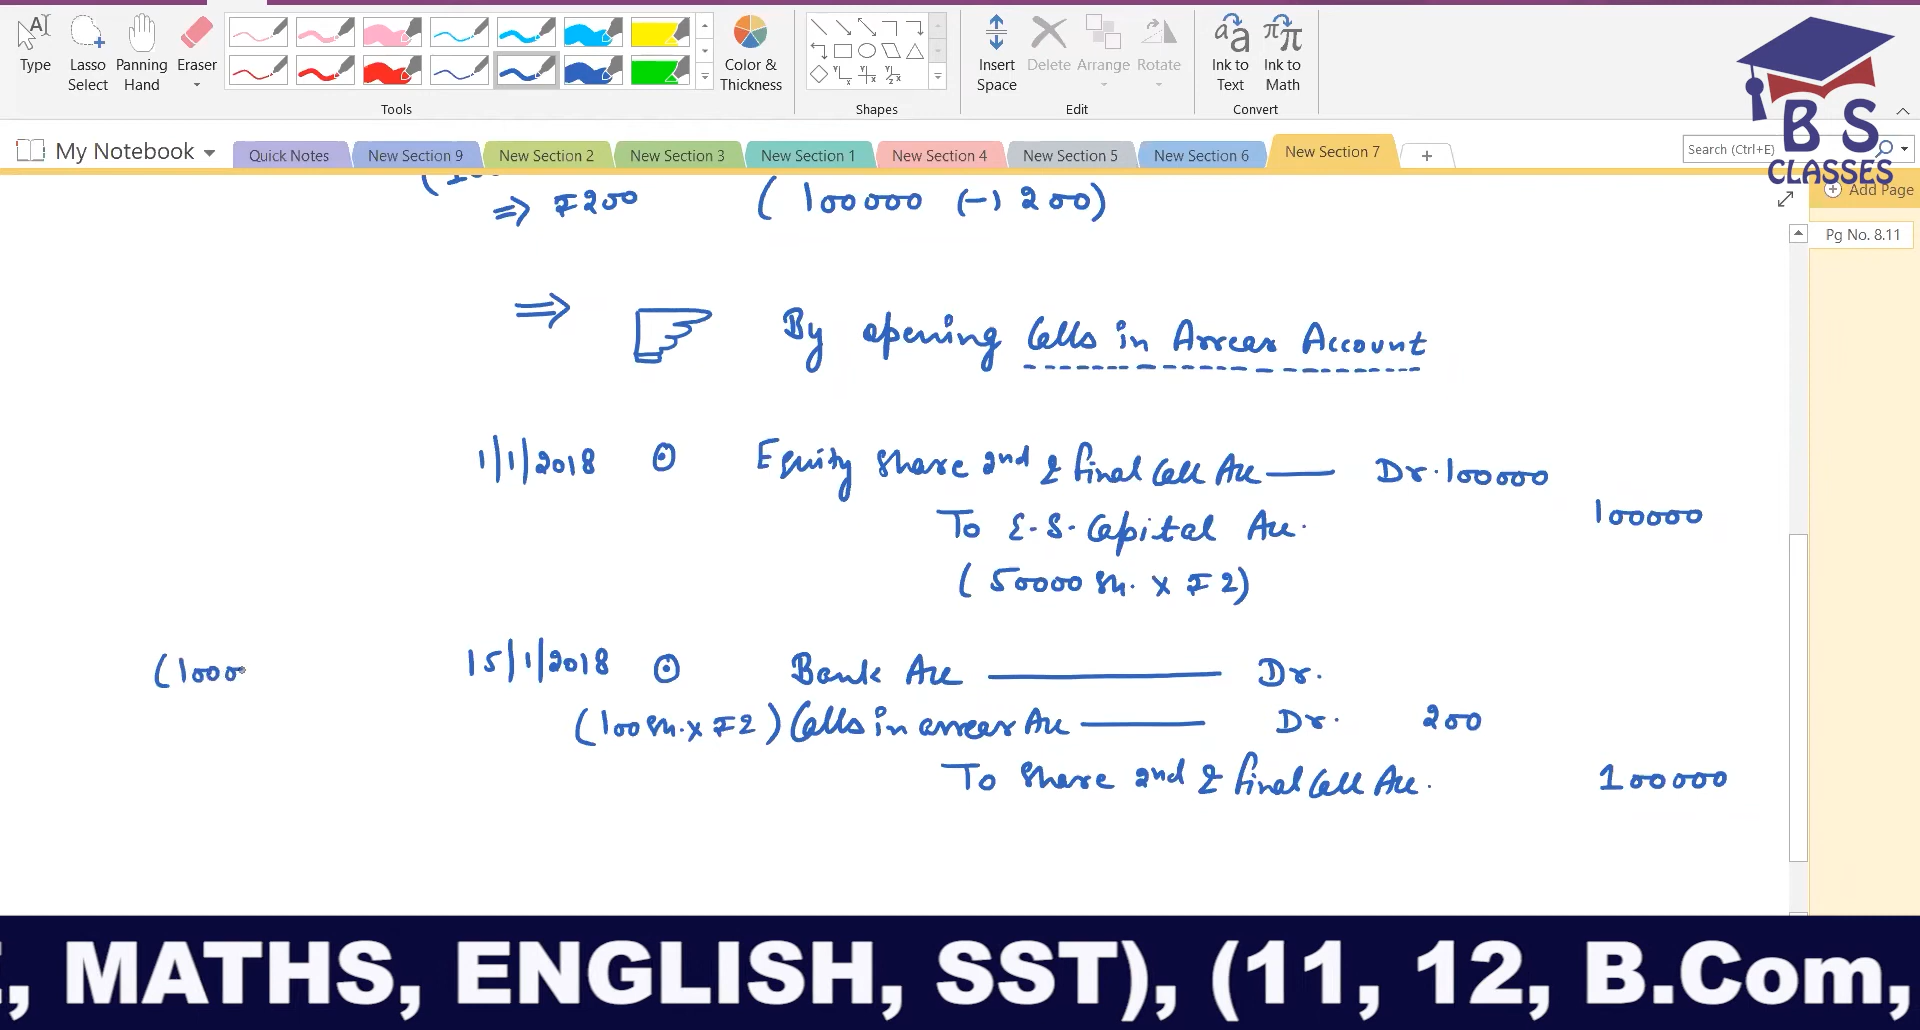 Type
Lasso Select
Panning Hand
Eraser
Color & Thickness
Insert Space
Delete
Arrange
Rotate
Ink to Text
Ink to Math
Tools
Shapes
Edit
Convert
B S
CLASSES
My Notebook
Quick Notes
New Section 9
New Section 2
New Section 3
New Section 1
New Section 4
New Section 5
New Section 6
New Section 7
Search (Ctrl+E)
Add Page
Pg No. 8.11
⇒ ₹200 (100000 (-) 200)
⇒ By opening Calls in Arrear Account
1/1/2018 ⊙ Equity Share 2nd & final Call A/c — Dr. 100000
To E.S. Capital A/c. 100000
(50000 Sh. × ₹2)
(1000 15/1/2018 ⊙ Bank A/c — Dr.
(100 Sh. × ₹2) Calls in arrear A/c — Dr. 200
To Share 2nd & final Call A/c. 100000
, MATHS, ENGLISH, SST), (11, 12, B.Com,